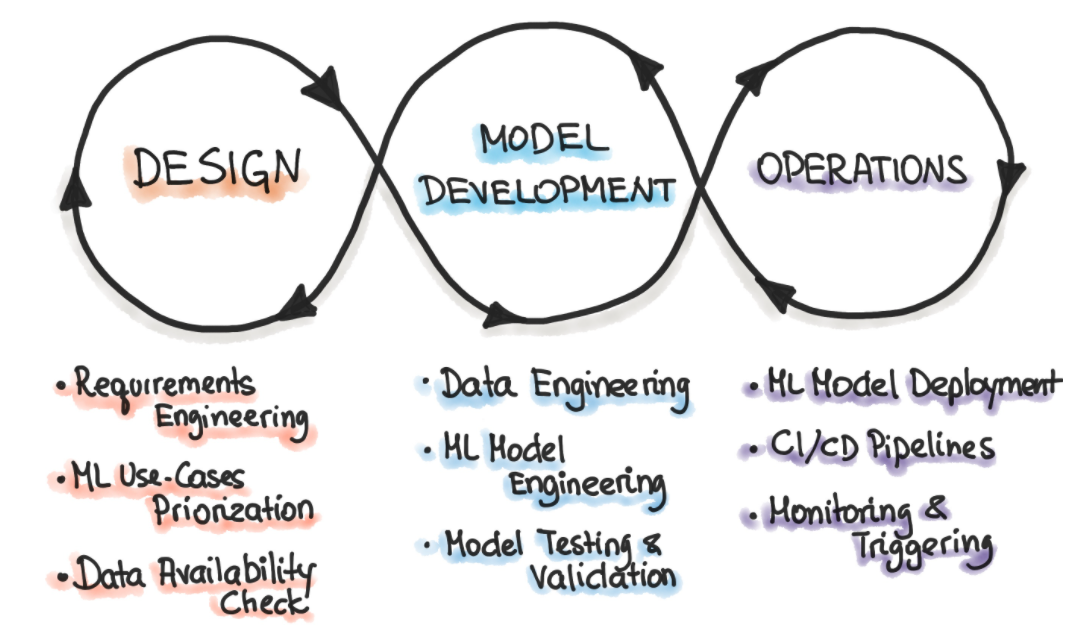 DESIGN
MODEL
DEVELOPMENT
OPERATIONS
• Requirements
Engineering
• ML Use-Cases
Priorization
• Data Availability
Check
• Data Engineering
• ML Model
Engineering
• Model Testing &
Validation
• ML Model Deployment
• CI/CD Pipelines
• Monitoring &
Triggering